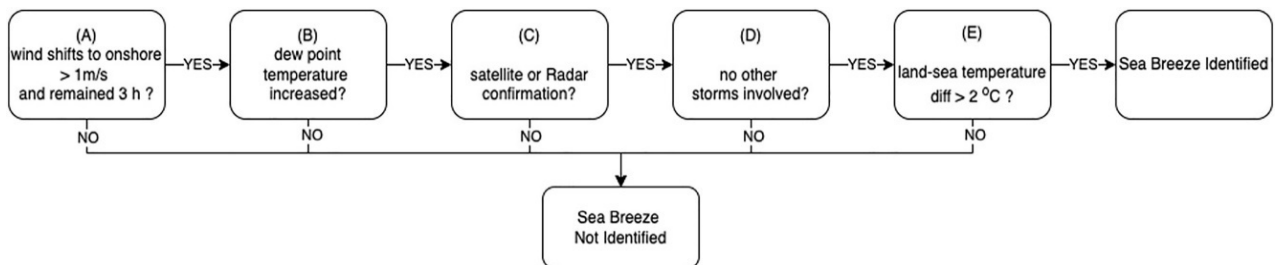 (A)
wind shifts to onshore
> 1m/s
and remained 3 h ?
YES
(B)
dew point
temperature
increased?
YES
(C)
satellite or Radar
confirmation?
YES
(D)
no other
storms involved?
YES
(E)
land-sea temperature
diff > 2 ⁰C ?
YES
Sea Breeze Identified
NO
NO
NO
NO
NO
Sea Breeze
Not Identified